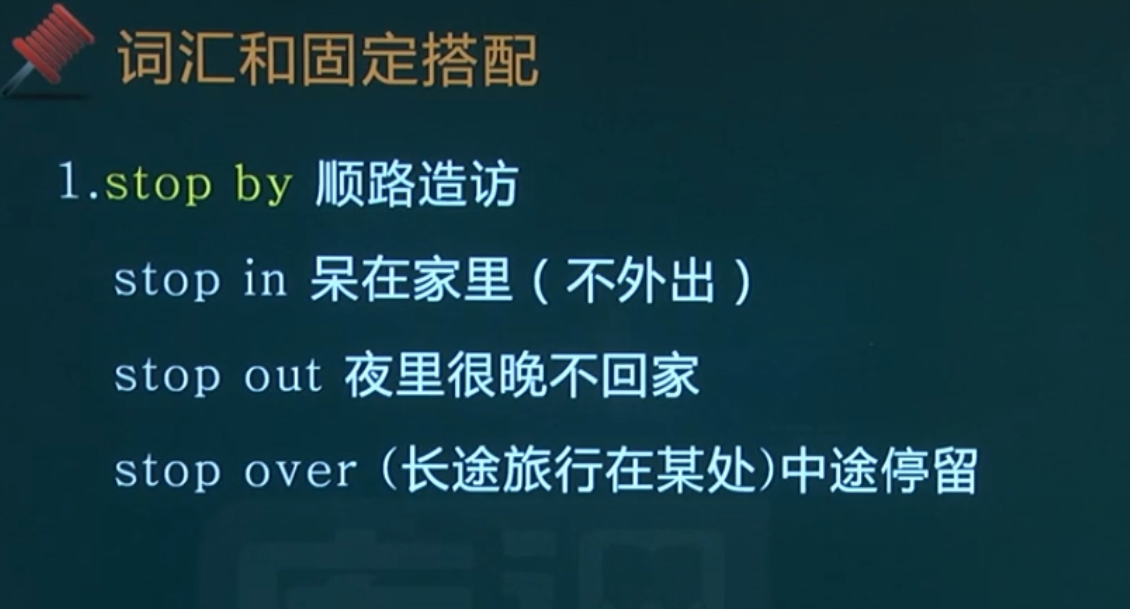 词汇和固定搭配
1.stop by 顺路造访
stop in 呆在家里（不外出）
stop out 夜里很晚不回家
stop over (长途旅行在某处)中途停留